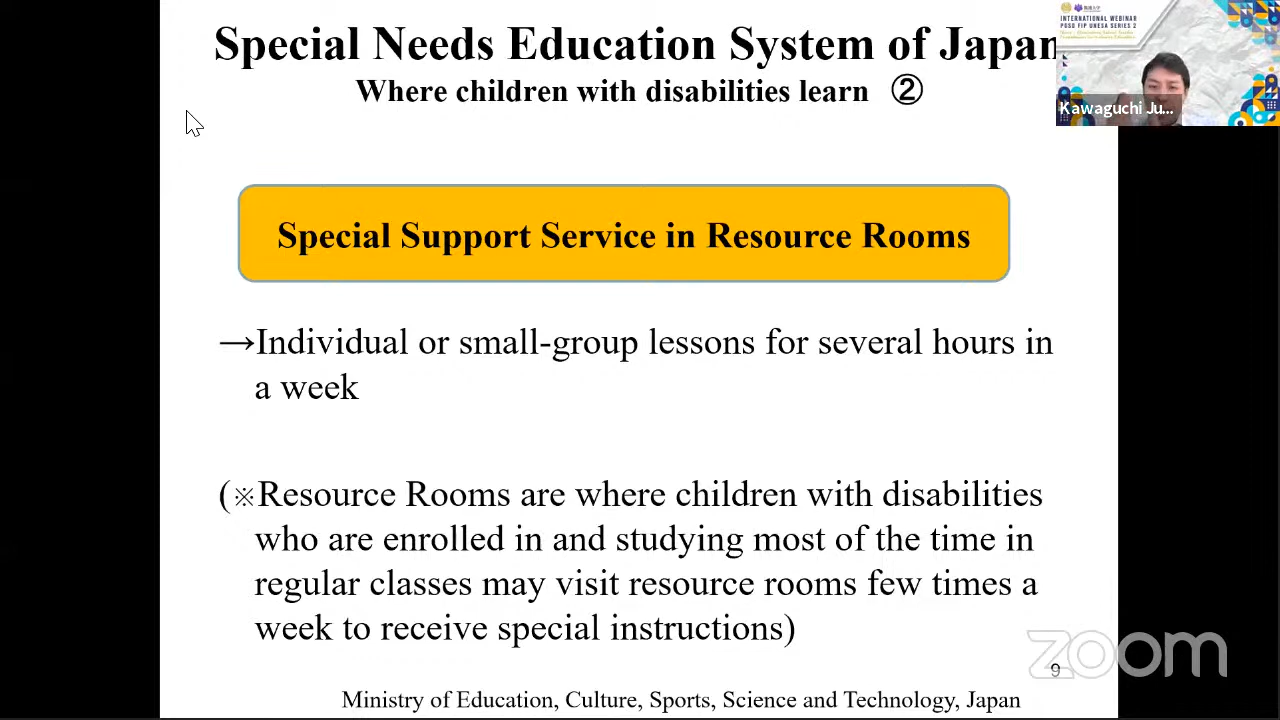 Special Needs Education System of Japan
Where children with disabilities learn ②
INTERNATIONAL WEBINAR
PGSD FIP UNESA SERIES 2
Kawaguchi Ju...
Special Support Service in Resource Rooms
→Individual or small-group lessons for several hours in
a week
(※Resource Rooms are where children with disabilities
who are enrolled in and studying most of the time in
regular classes may visit resource rooms few times a
week to receive special instructions)
zoom
9
Ministry of Education, Culture, Sports, Science and Technology, Japan